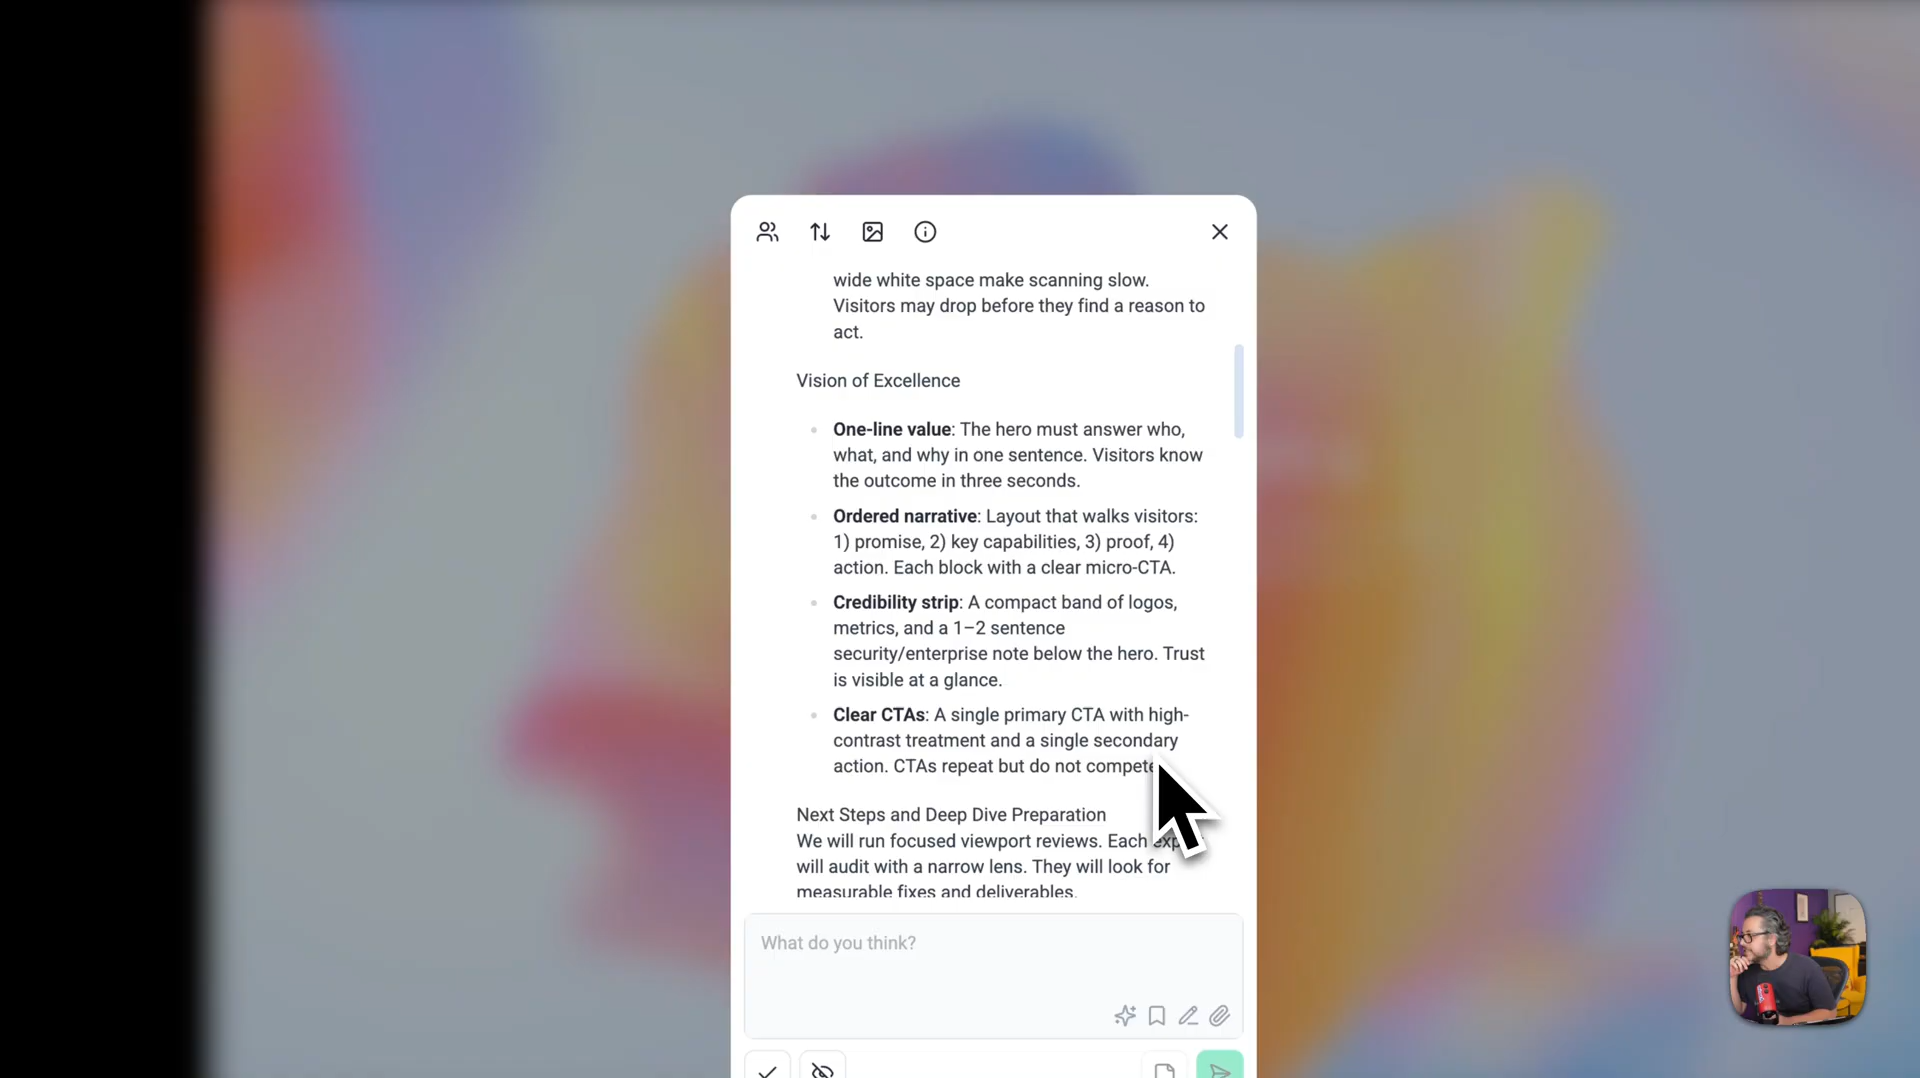 wide white space make scanning slow.
Visitors may drop before they find a reason to
act.
Vision of Excellence
One-line value: The hero must answer who,
what, and why in one sentence. Visitors know
the outcome in three seconds.
Ordered narrative: Layout that walks visitors:
1) promise, 2) key capabilities, 3) proof, 4)
action. Each block with a clear micro-CTA.
Credibility strip: A compact band of logos,
metrics, and a 1–2 sentence
security/enterprise note below the hero. Trust
is visible at a glance.
Clear CTAs: A single primary CTA with high-
contrast treatment and a single secondary
action. CTAs repeat but do not compete
Next Steps and Deep Dive Preparation
We will run focused viewport reviews. Each
will audit with a narrow lens. They will look for
measurable fixes and deliverables.
What do you think?